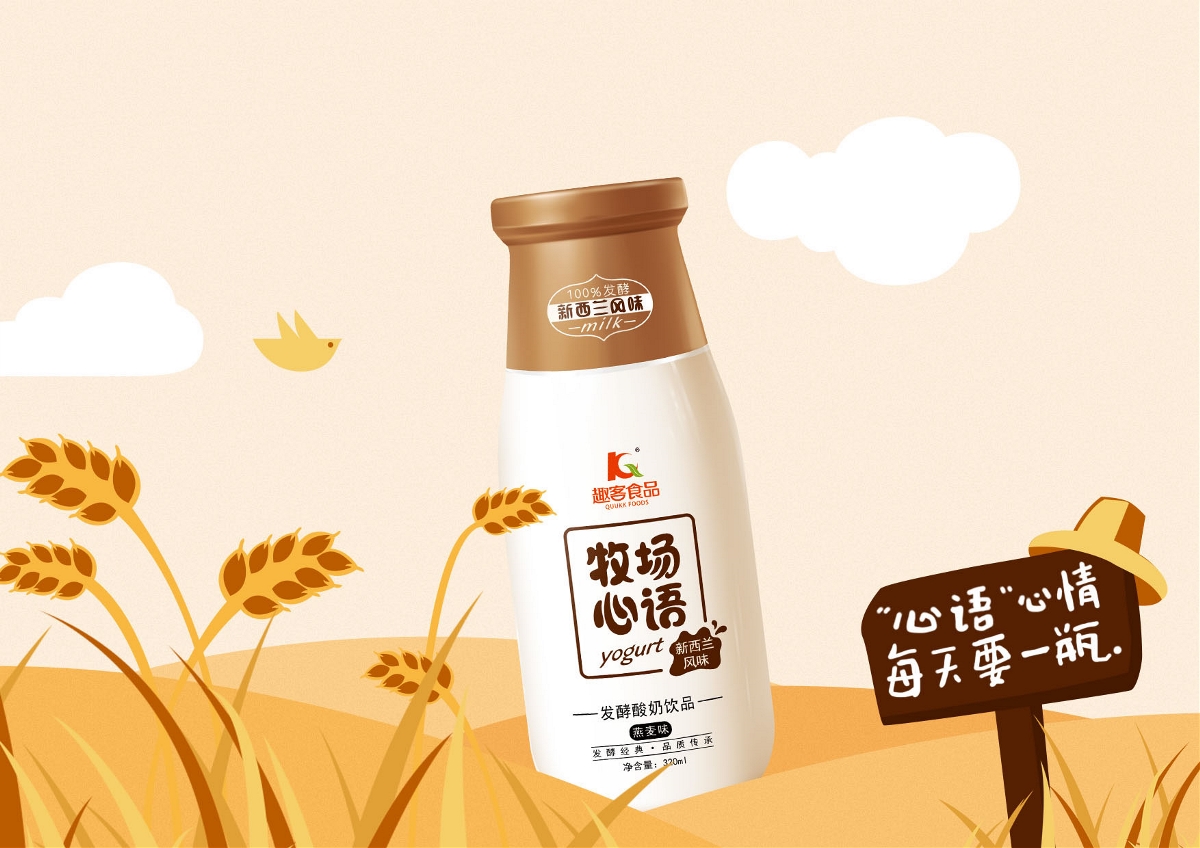 100%发酵
新西兰风味
milk
趣客食品
QUUKK FOODS
牧场
心语
yogurt
新西兰
风味
发酵酸奶饮品
燕麦味
发酵经典·品质传承
净含量：320ml
“心语”心情
每天要一瓶.